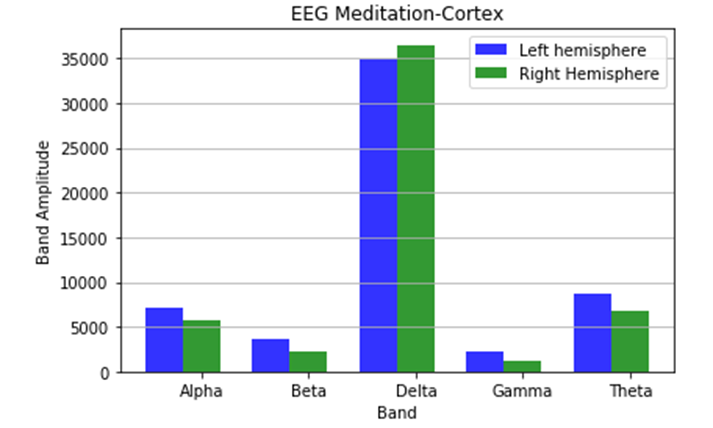 EEG Meditation-Cortex
Left hemisphere
Right Hemisphere
Band Amplitude
35000
30000
25000
20000
15000
10000
5000
0
Alpha Beta Delta Gamma Theta
Band